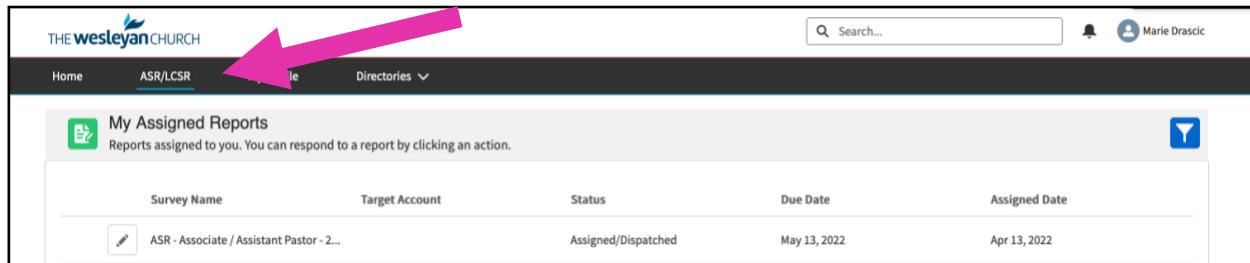 THE wesleyan CHURCH
Search...
Marie Drascic
Home ASR/LCSR Directories
My Assigned Reports
Reports assigned to you. You can respond to a report by clicking an action.
Survey Name Target Account Status Due Date Assigned Date
ASR - Associate / Assistant Pastor - 2... Assigned/Dispatched May 13, 2022 Apr 13, 2022